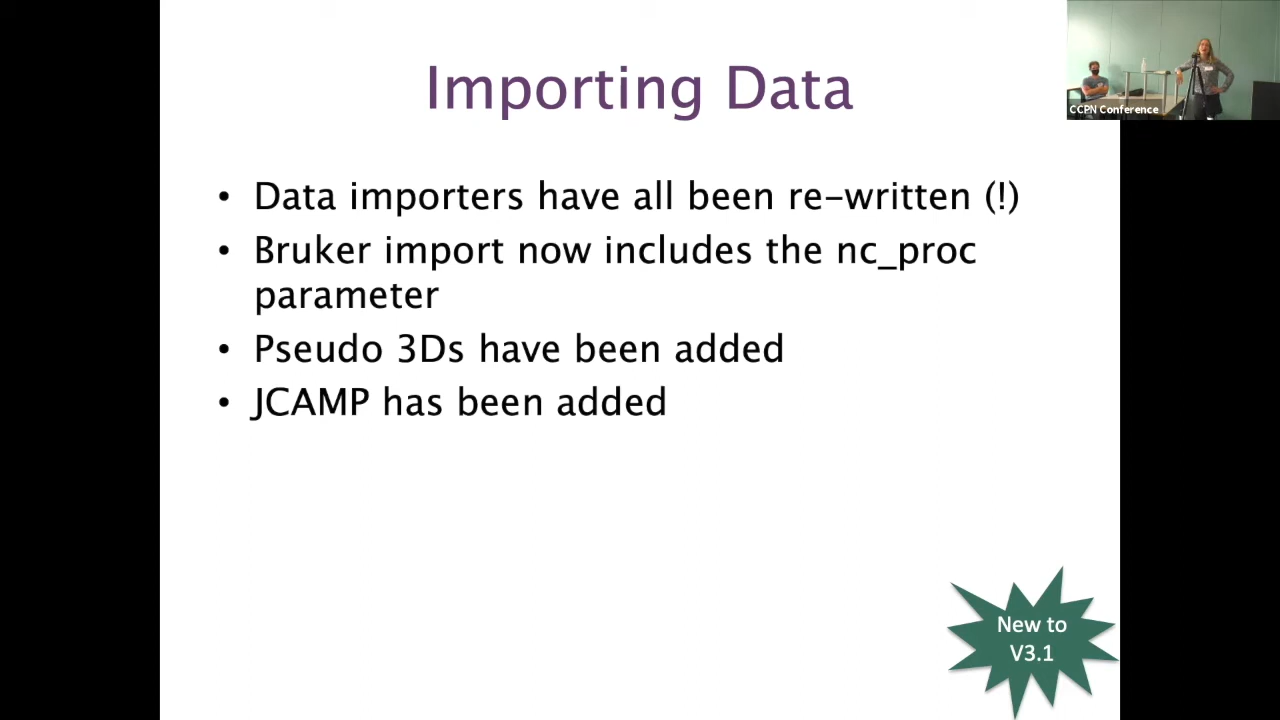 Importing Data
CCPN Conference
• Data importers have all been re-written (!)
• Bruker import now includes the nc_proc
parameter
• Pseudo 3Ds have been added
• JCAMP has been added
New to
V3.1